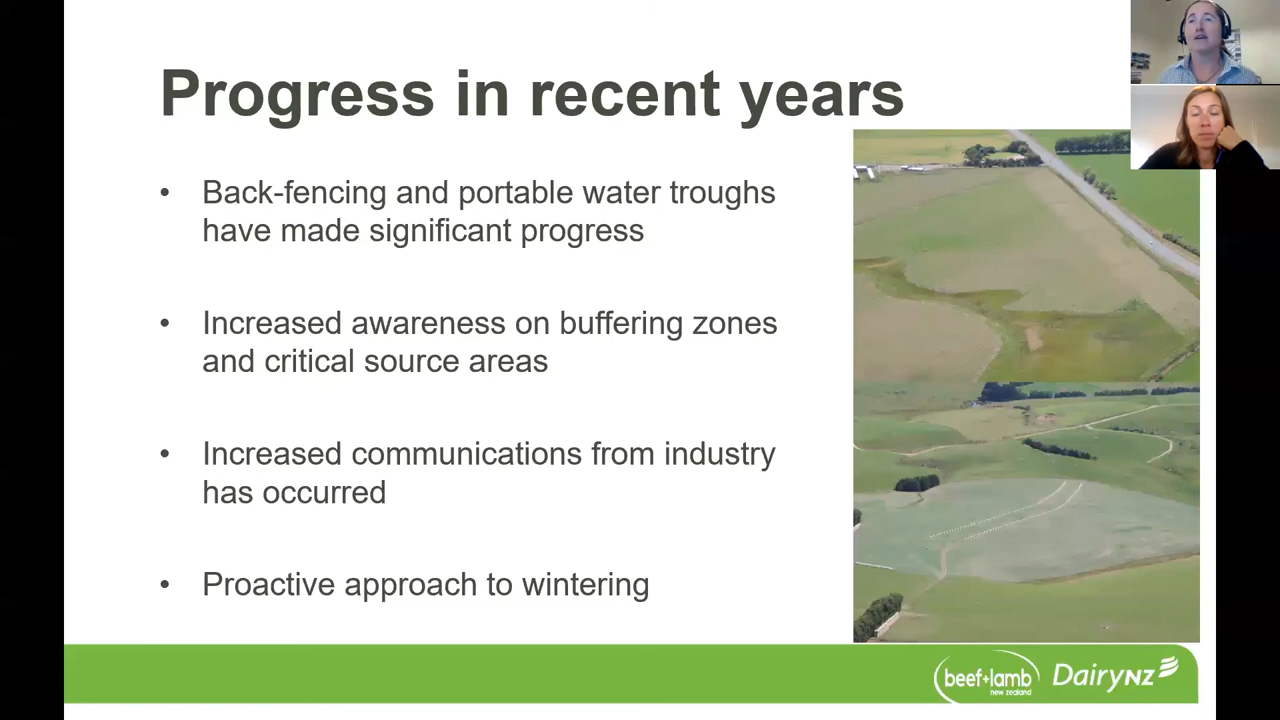 Progress in recent years
• Back-fencing and portable water troughs
have made significant progress
• Increased awareness on buffering zones
and critical source areas
• Increased communications from industry
has occurred
• Proactive approach to wintering
beef+lamb
new zealand
DairyNZ